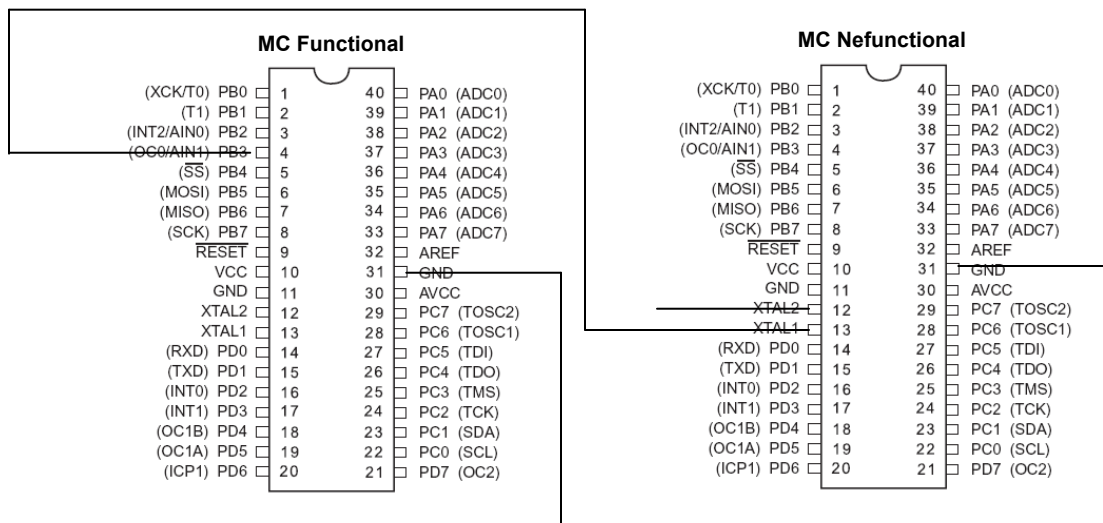 MC Functional
(XCK/T0) PB0 1 40 PA0 (ADC0)
(T1) PB1 2 39 PA1 (ADC1)
(INT2/AIN0) PB2 3 38 PA2 (ADC2)
(OC0/AIN1) PB3 4 37 PA3 (ADC3)
(SS) PB4 5 36 PA4 (ADC4)
(MOSI) PB5 6 35 PA5 (ADC5)
(MISO) PB6 7 34 PA6 (ADC6)
(SCK) PB7 8 33 PA7 (ADC7)
RESET 9 32 AREF
VCC 10 31 GND
GND 11 30 AVCC
XTAL2 12 29 PC7 (TOSC2)
XTAL1 13 28 PC6 (TOSC1)
(RXD) PD0 14 27 PC5 (TDI)
(TXD) PD1 15 26 PC4 (TDO)
(INT0) PD2 16 25 PC3 (TMS)
(INT1) PD3 17 24 PC2 (TCK)
(OC1B) PD4 18 23 PC1 (SDA)
(OC1A) PD5 19 22 PC0 (SCL)
(ICP1) PD6 20 21 PD7 (OC2)
MC Nefunctional
(XCK/T0) PB0 1 40 PA0 (ADC0)
(T1) PB1 2 39 PA1 (ADC1)
(INT2/AIN0) PB2 3 38 PA2 (ADC2)
(OC0/AIN1) PB3 4 37 PA3 (ADC3)
(SS) PB4 5 36 PA4 (ADC4)
(MOSI) PB5 6 35 PA5 (ADC5)
(MISO) PB6 7 34 PA6 (ADC6)
(SCK) PB7 8 33 PA7 (ADC7)
RESET 9 32 AREF
VCC 10 31 GND
GND 11 30 AVCC
XTAL2 12 29 PC7 (TOSC2)
XTAL1 13 28 PC6 (TOSC1)
(RXD) PD0 14 27 PC5 (TDI)
(TXD) PD1 15 26 PC4 (TDO)
(INT0) PD2 16 25 PC3 (TMS)
(INT1) PD3 17 24 PC2 (TCK)
(OC1B) PD4 18 23 PC1 (SDA)
(OC1A) PD5 19 22 PC0 (SCL)
(ICP1) PD6 20 21 PD7 (OC2)